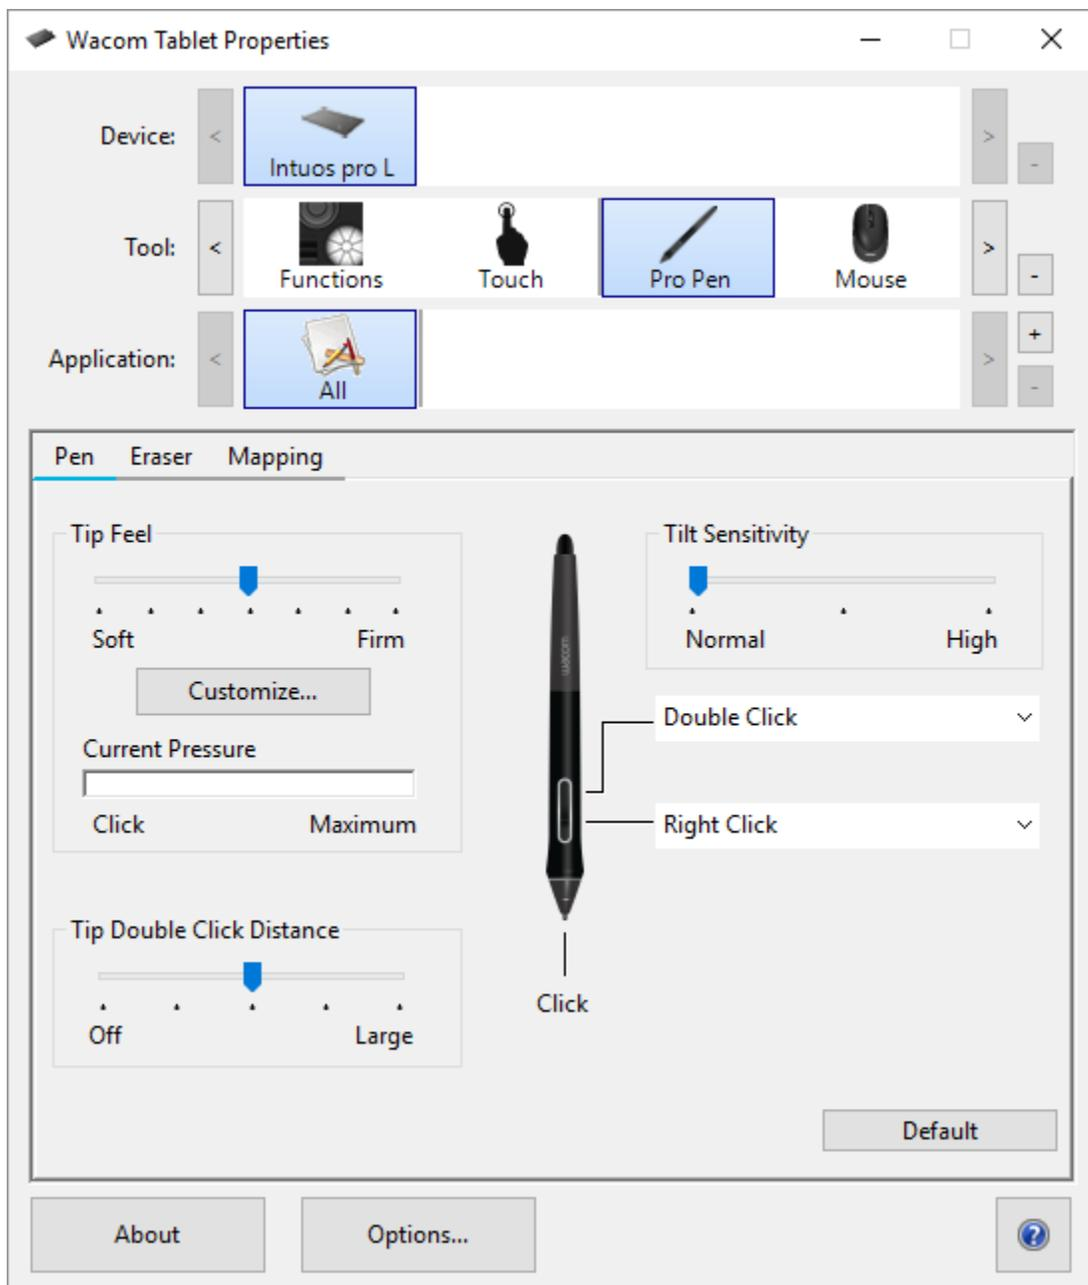 Wacom Tablet Properties
Device:
< Intuos pro L > -
Tool:
< Functions Touch Pro Pen Mouse > -
Application:
< All > + -
Pen Eraser Mapping
Tip Feel
Soft Firm
Customize...
Current Pressure
Click Maximum
Tip Double Click Distance
Off Large
wacom
Click
Tilt Sensitivity
Normal High
Double Click
Right Click
Default
About Options... ?